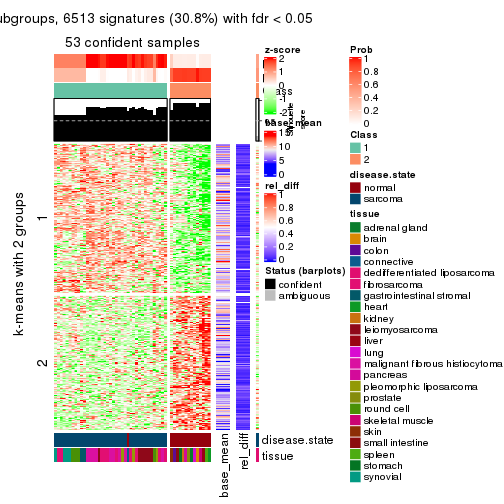 ubgroups, 6513 signatures (30.8%) with fdr < 0.05
53 confident samples
k-means with 2 groups
1
2
z-score
2
1
0
-1
-2
base_mean
15
10
5
0
rel_diff
1
0.8
0.6
0.4
0.2
0
Status (barplots)
confident
ambiguous
Silhouette
score
base_mean
rel_diff
disease.state
tissue
Prob
1
0.8
0.6
0.4
0.2
0
Class
1
2
disease.state
normal
sarcoma
tissue
adrenal gland
brain
colon
connective
dedifferentiated liposarcoma
fibrosarcoma
gastrointestinal stromal
heart
kidney
leiomyosarcoma
liver
lung
malignant fibrous histiocytoma
pancreas
pleomorphic liposarcoma
prostate
round cell
skeletal muscle
skin
small intestine
spleen
stomach
synovial